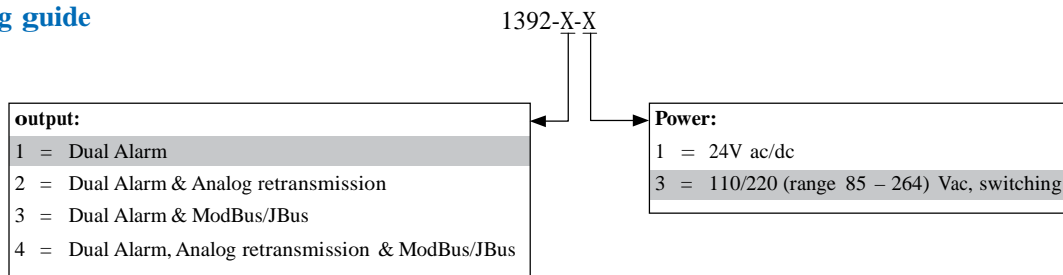 g guide
1392-X-X
output:
1 = Dual Alarm
2 = Dual Alarm & Analog retransmission
3 = Dual Alarm & ModBus/JBus
4 = Dual Alarm, Analog retransmission & ModBus/JBus
Power:
1 = 24V ac/dc
3 = 110/220 (range 85 – 264) Vac, switching